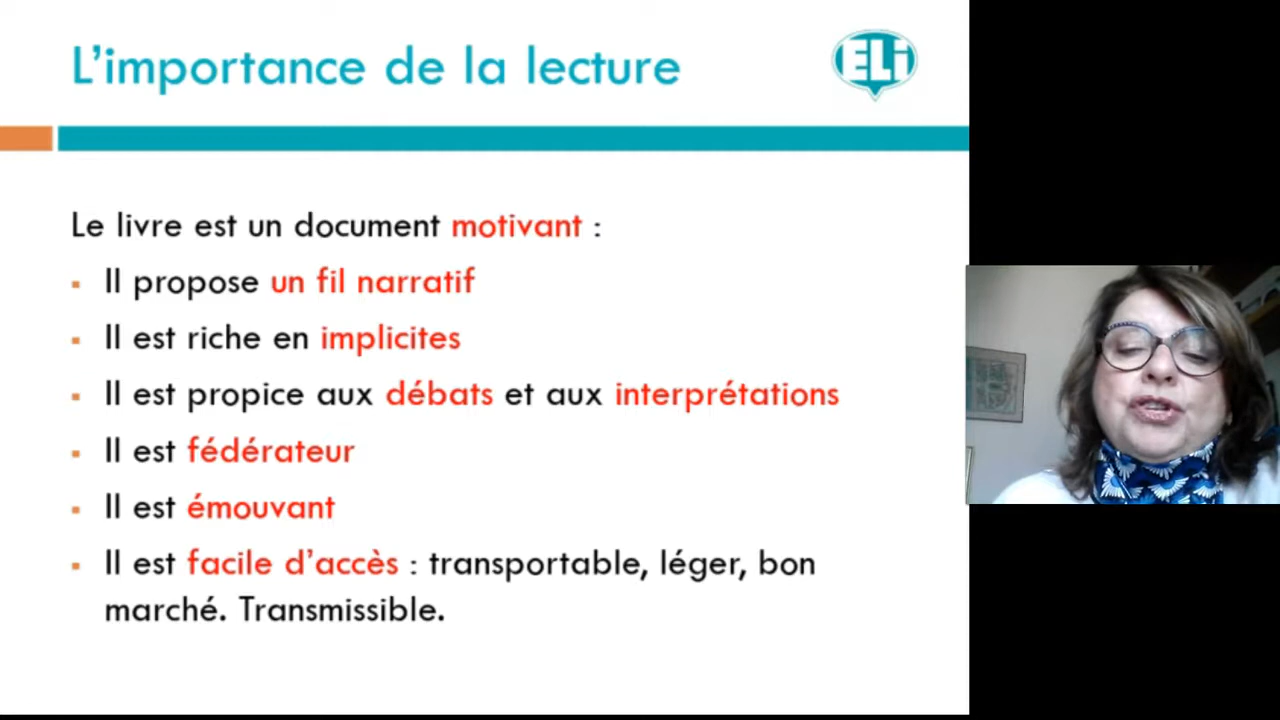 L'importance de la lecture
ELi
Le livre est un document motivant :
▪ Il propose un fil narratif
▪ Il est riche en implicites
▪ Il est propice aux débats et aux interprétations
▪ Il est fédérateur
▪ Il est émouvant
▪ Il est facile d'accès : transportable, léger, bon
marché. Transmissible.